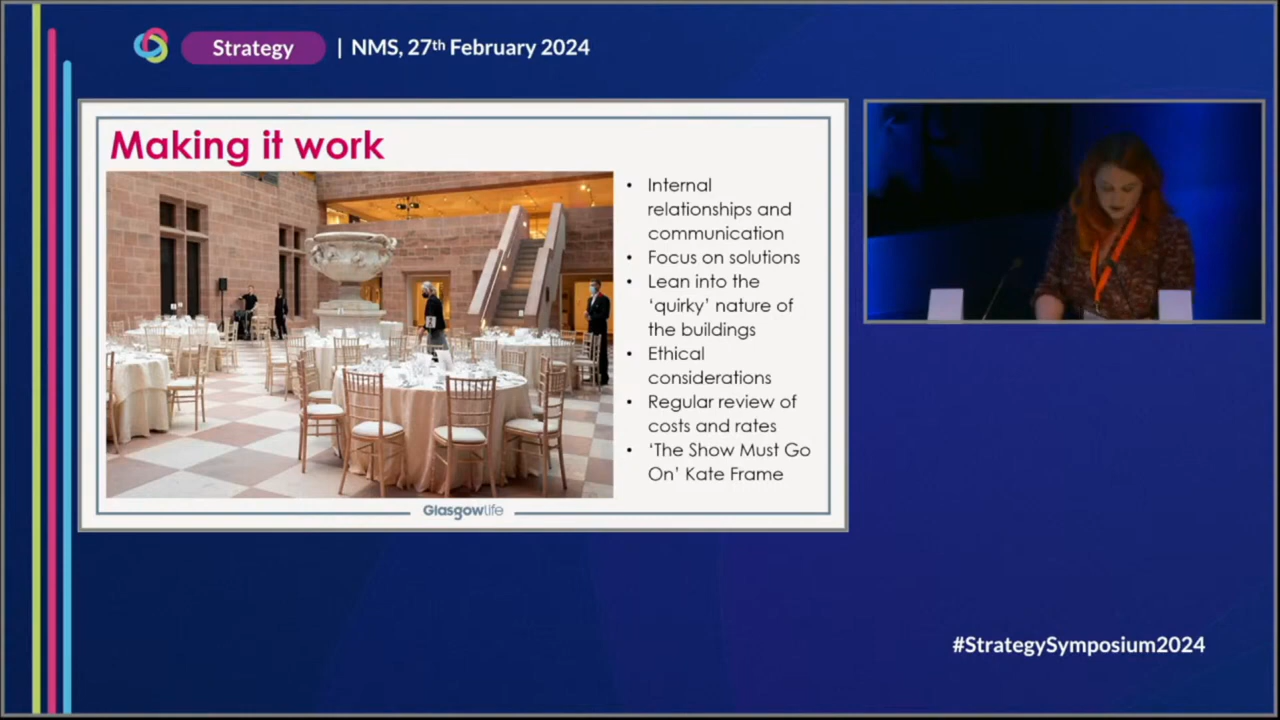 Strategy | NMS, 27th February 2024
Making it work
• Internal
relationships and
communication
• Focus on solutions
• Lean into the
‘quirky’ nature of
the buildings
• Ethical
considerations
• Regular review of
costs and rates
• ‘The Show Must Go
On’ Kate Frame
Glasgowlife
#StrategySymposium2024